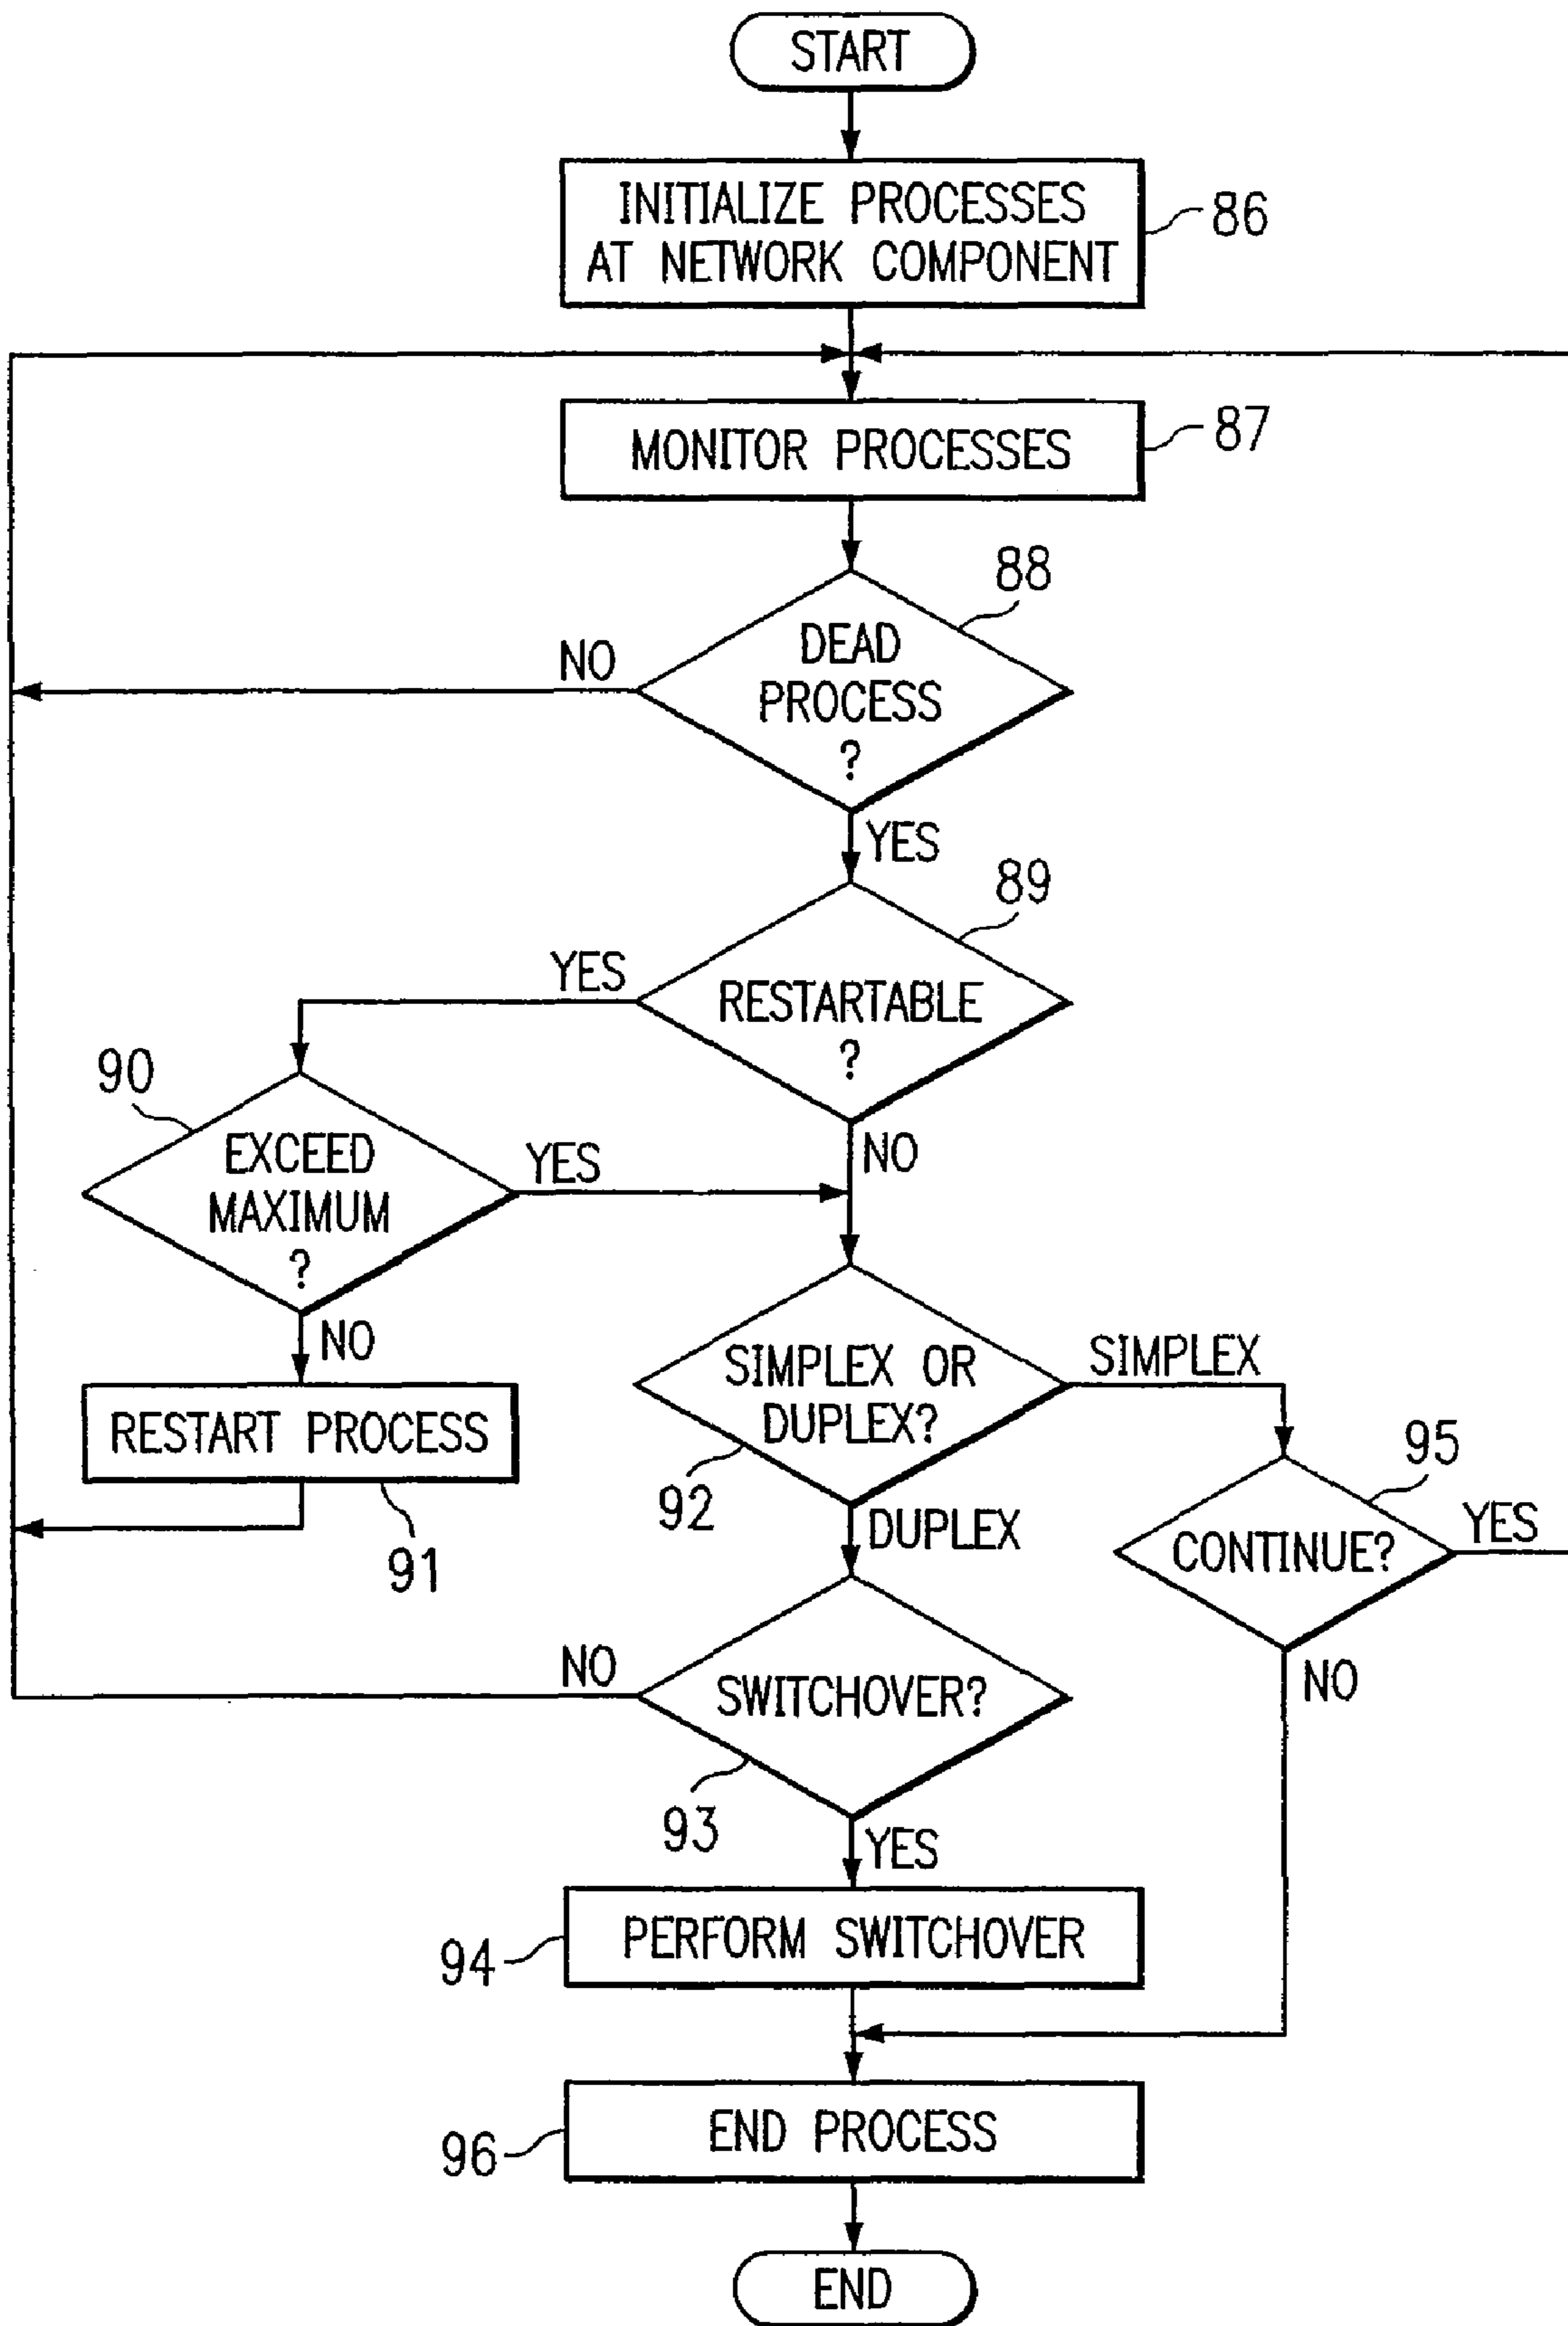 START
INITIALIZE PROCESSES
AT NETWORK COMPONENT
86
MONITOR PROCESSES
87
88
DEAD
PROCESS
?
NO
YES
89
RESTARTABLE
?
YES
NO
90
EXCEED
MAXIMUM
?
YES
NO
RESTART PROCESS
91
SIMPLEX OR
DUPLEX?
92
SIMPLEX
DUPLEX
95
CONTINUE?
YES
NO
SWITCHOVER?
93
NO
YES
PERFORM SWITCHOVER
94
END PROCESS
96
END